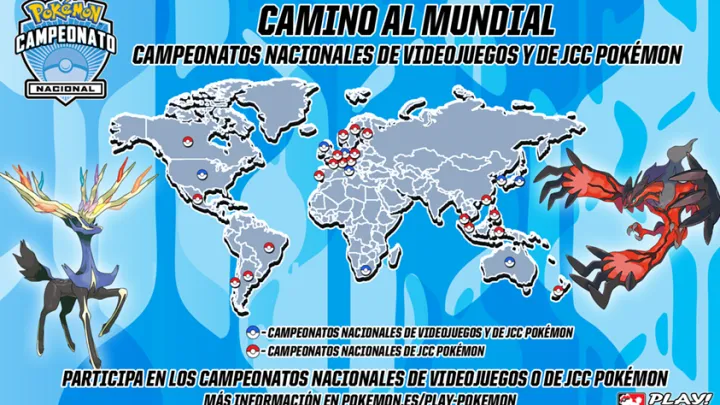 Pokémon
CAMPEONATO
NACIONAL
CAMINO AL MUNDIAL
CAMPEONATOS NACIONALES DE VIDEOJUEGOS Y DE JCC POKÉMON
- CAMPEONATOS NACIONALES DE VIDEOJUEGOS Y DE JCC POKÉMON
- CAMPEONATOS NACIONALES DE JCC POKÉMON
PARTICIPA EN LOS CAMPEONATOS NACIONALES DE VIDEOJUEGOS O DE JCC POKÉMON
MÁS INFORMACIÓN EN POKEMON.ES/PLAY-POKEMON
PLAY!